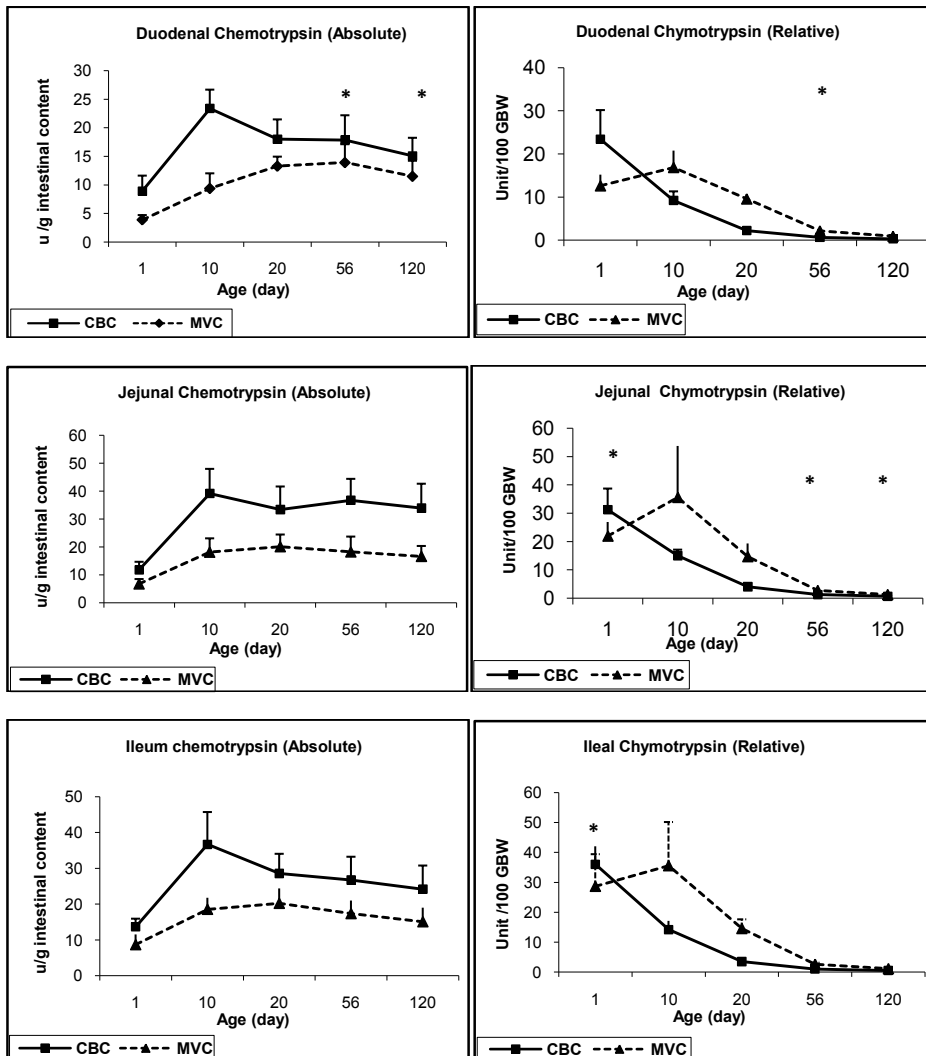 Duodenal Chemotrypsin (Absolute)
u /g intestinal content
30
25
20
15
10
5
0
* *
1 10 20 56 120
Age (day)
CBC MVC
Duodenal Chymotrypsin (Relative)
Unit/100 GBW
40
30
20
10
0
*
1 10 20 56 120
Age (day)
CBC MVC
Jejunal Chemotrypsin (Absolute)
u/g intestinal content
60
50
40
30
20
10
0
1 10 20 56 120
Age (day)
CBC MVC
Jejunal Chymotrypsin (Relative)
Unit/100 GBW
60
50
40
30
20
10
0
* * *
1 10 20 56 120
Age (day)
CBC MVC
Ileum chemotrypsin (Absolute)
u/g intestinal content
50
40
30
20
10
0
1 10 20 56 120
Age (day)
CBC MVC
Ileal Chymotrypsin (Relative)
Unit /100 GBW
60
50
40
30
20
10
0
*
1 10 20 56 120
Age (day)
CBC MVC